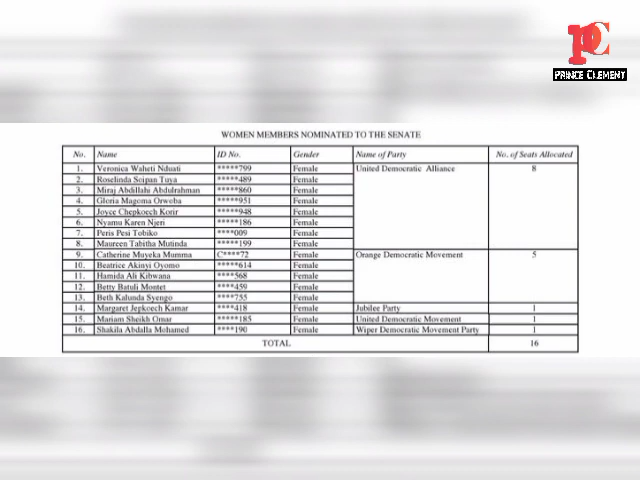 PC
PRINCE CLEMENT
WOMEN MEMBERS NOMINATED TO THE SENATE
No. Name ID No. Gender Name of Party No. of Seats Allocated
1. Veronica Waheti Nduati *****799 Female United Democratic Alliance 8
2. Roselinda Soipan Tuya *****489 Female
3. Miraj Abdillahi Abdulrahman *****860 Female
4. Gloria Magoma Orwoba *****951 Female
5. Joyce Chepkoech Korir *****948 Female
6. Nyamu Karen Njeri *****186 Female
7. Peris Pesi Tobiko ****009 Female
8. Maureen Tabitha Mutinda *****199 Female
9. Catherine Muyeka Mumma C****72 Female Orange Democratic Movement 5
10. Beatrice Akinyi Oyomo *****614 Female
11. Hamida Ali Kibwana ****568 Female
12. Betty Batuli Montet ****459 Female
13. Beth Kalunda Syengo ****755 Female
14. Margaret Jepkoech Kamar ****418 Female Jubilee Party 1
15. Mariam Sheikh Omar *****185 Female United Democratic Movement 1
16. Shakila Abdalla Mohamed ****190 Female Wiper Democratic Movement Party 1
TOTAL 16